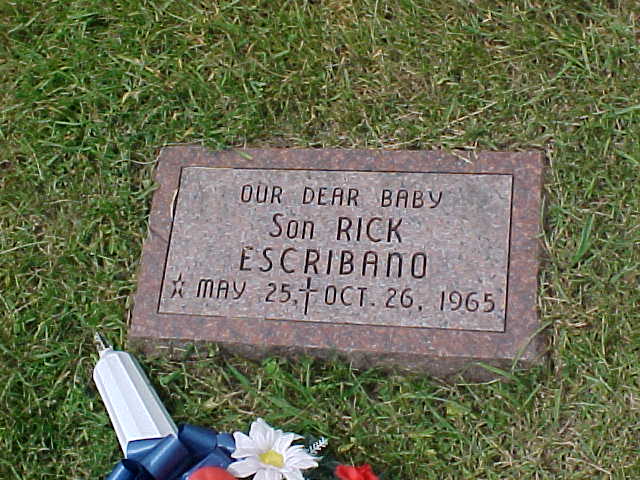 OUR DEAR BABY
Son RICK
ESCRIBANO
☆ MAY 25, † OCT. 26, 1965